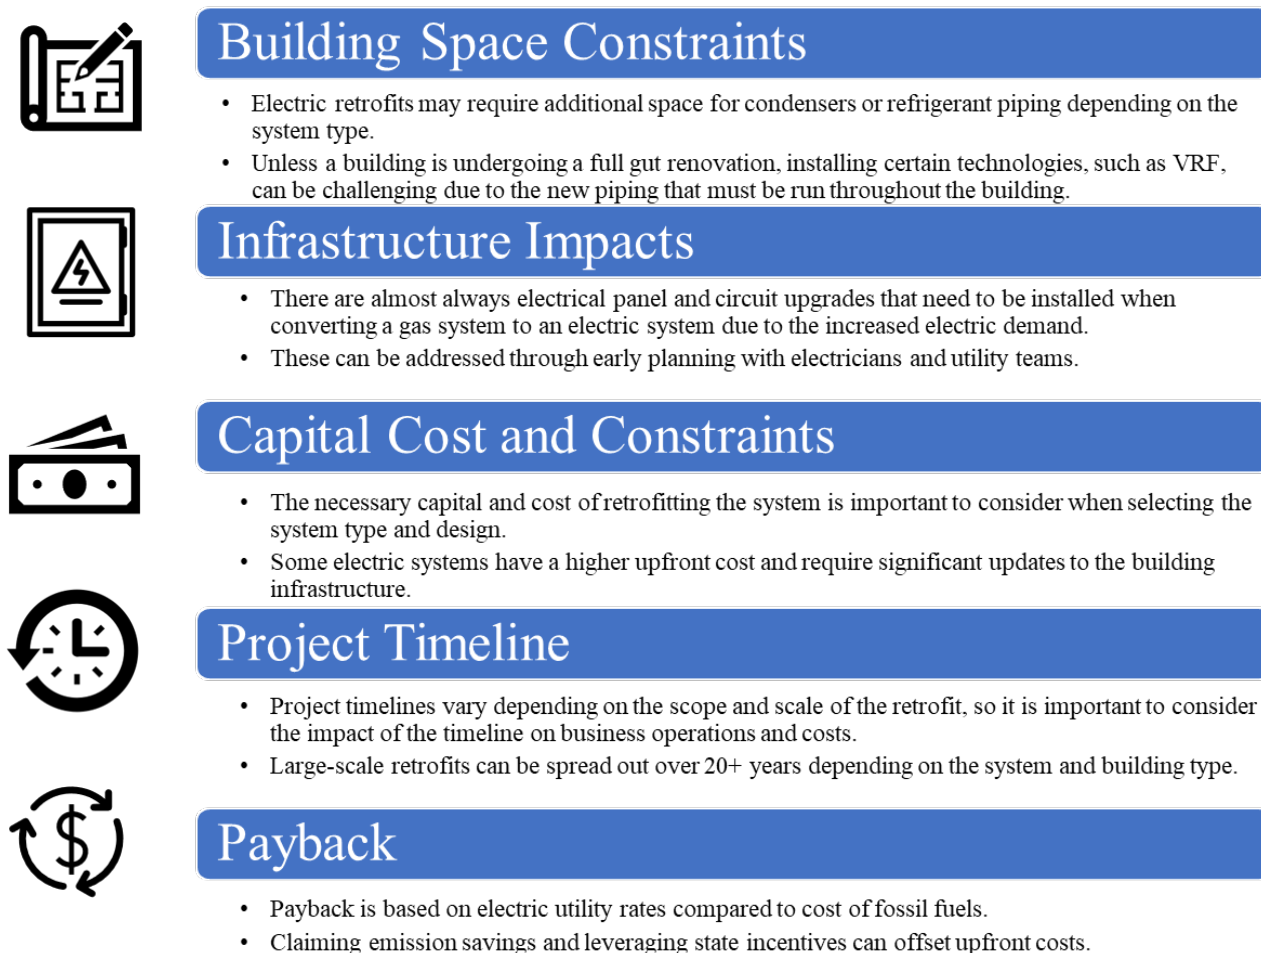 Building Space Constraints
• Electric retrofits may require additional space for condensers or refrigerant piping depending on the
system type.
• Unless a building is undergoing a full gut renovation, installing certain technologies, such as VRF,
can be challenging due to the new piping that must be run throughout the building.
Infrastructure Impacts
• There are almost always electrical panel and circuit upgrades that need to be installed when
converting a gas system to an electric system due to the increased electric demand.
• These can be addressed through early planning with electricians and utility teams.
Capital Cost and Constraints
• The necessary capital and cost of retrofitting the system is important to consider when selecting the
system type and design.
• Some electric systems have a higher upfront cost and require significant updates to the building
infrastructure.
Project Timeline
• Project timelines vary depending on the scope and scale of the retrofit, so it is important to consider
the impact of the timeline on business operations and costs.
• Large-scale retrofits can be spread out over 20+ years depending on the system and building type.
$
Payback
• Payback is based on electric utility rates compared to cost of fossil fuels.
• Claiming emission savings and leveraging state incentives can offset upfront costs.